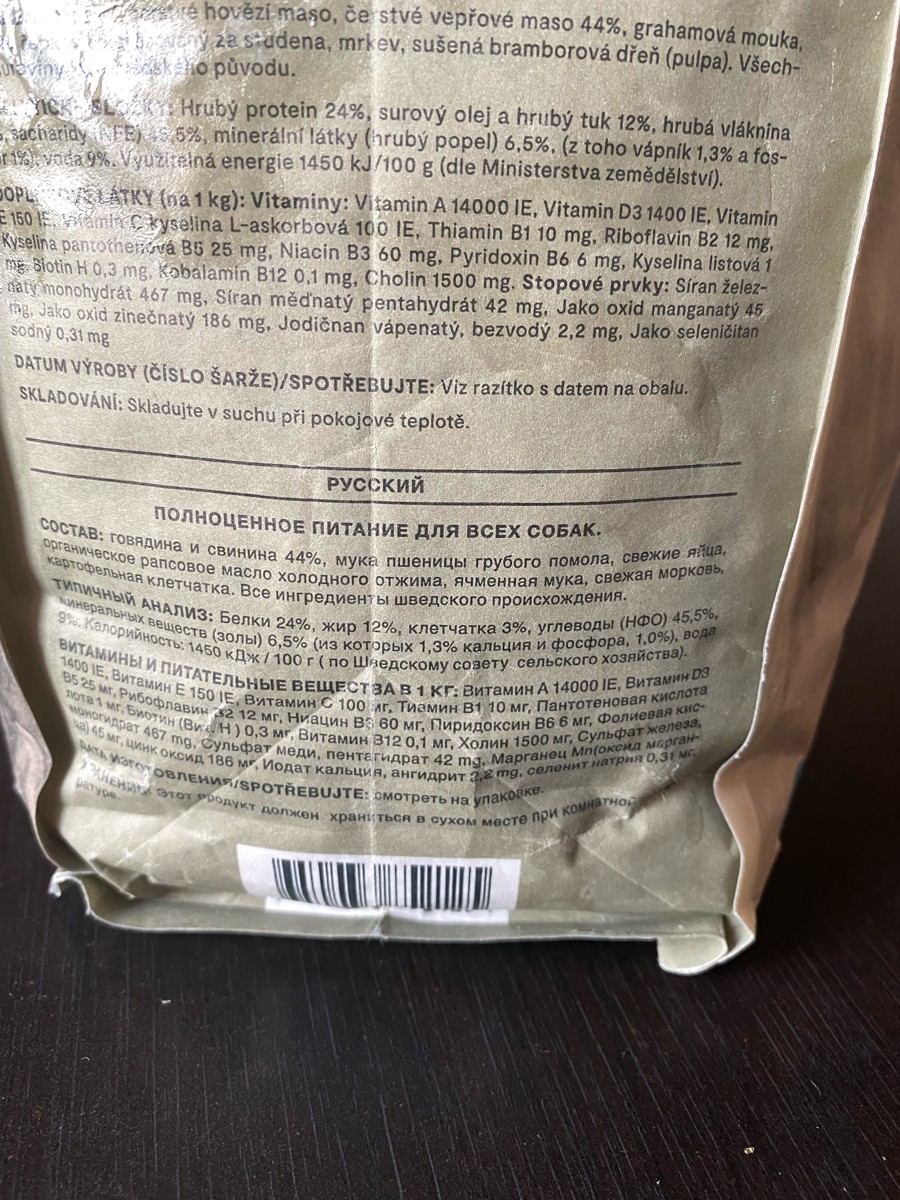 hovězí maso, čerstvé vepřové maso 44%, grahamová mouka,
za studena, mrkev, sušená bramborová dřeň (pulpa). Všech-
původu.
Hrubý protein 24%, surový olej a hrubý tuk 12%, hrubá vláknina
sacharidy (NFE) 45,5%, minerální látky (hrubý popel) 6,5%, (z toho vápník 1,3% a fos-
1%), voda 9%. Využitelná energie 1450 kJ/100 g (dle Ministerstva zemědělství).
LÁTKY (na 1 kg): Vitaminy: Vitamin A 14000 IE, Vitamin D3 1400 IE, Vitamin
E 150 IE, Vitamin C kyselina L-askorbová 100 IE, Thiamin B1 10 mg, Riboflavin B2 12 mg,
Kyselina pantothenová B5 25 mg, Niacin B3 60 mg, Pyridoxin B6 6 mg, Kyselina listová 1
mg, Biotin H 0,3 mg, Kobalamin B12 0,1 mg, Cholin 1500 mg. Stopové prvky: Síran želez-
natý monohydrát 467 mg, Síran měďnatý pentahydrát 42 mg, Jako oxid manganatý 45
mg, Jako oxid zinečnatý 186 mg, Jodičnan vápenatý, bezvodý 2,2 mg, Jako seleničitan
sodný 0,31 mg
DATUM VÝROBY (ČÍSLO ŠARŽE)/SPOTŘEBUJTE: Viz razítko s datem na obalu.
SKLADOVÁNÍ: Skladujte v suchu při pokojové teplotě.
РУССКИЙ
ПОЛНОЦЕННОЕ ПИТАНИЕ ДЛЯ ВСЕХ СОБАК.
СОСТАВ: говядина и свинина 44%, мука пшеницы грубого помола, свежие яйца,
органическое рапсовое масло холодного отжима, ячменная мука, свежая морковь,
картофельная клетчатка. Все ингредиенты шведского происхождения.
ТИПИЧНЫЙ АНАЛИЗ: Белки 24%, жир 12%, клетчатка 3%, углеводы (НФО) 45,5%,
минеральных веществ (золы) 6,5% (из которых 1,3% кальция и фосфора, 1,0%), вода
9%. Калорийность: 1450 кДж / 100 г ( по Шведскому совету сельского хозяйства).
ВИТАМИНЫ И ПИТАТЕЛЬНЫЕ ВЕЩЕСТВА В 1 КГ: Витамин А 14000 IE, Витамин D3
1400 IE, Витамин Е 150 IE, Витамин С 100 мг, Тиамин В1 10 мг, Пантотеновая кислота
B5 25 мг, Рибофлавин В2 12 мг, Ниацин В3 60 мг, Пиридоксин В6 6 мг, Фолиевая кис-
лота 1 мг, Биотин (Вит. Н ) 0,3 мг, Витамин В12 0,1 мг, Холин 1500 мг, Сульфат железа,
моногидрат 467 mg, Сульфат меди, пентагидрат 42 mg, Марганец Mn(оксид марган-
ца) 45 мг, цинк оксид 186 мг, Иодат кальция, ангидрит 2,2 mg, селенит натрия 0,31 мг.
ДАТА ИЗГОТОВЛЕНИЯ/SPOTŘEBUJTE: смотреть на упаковке.
ХРАНЕНИЕ: Этот продукт должен храниться в сухом месте при комнатной
ратуре.